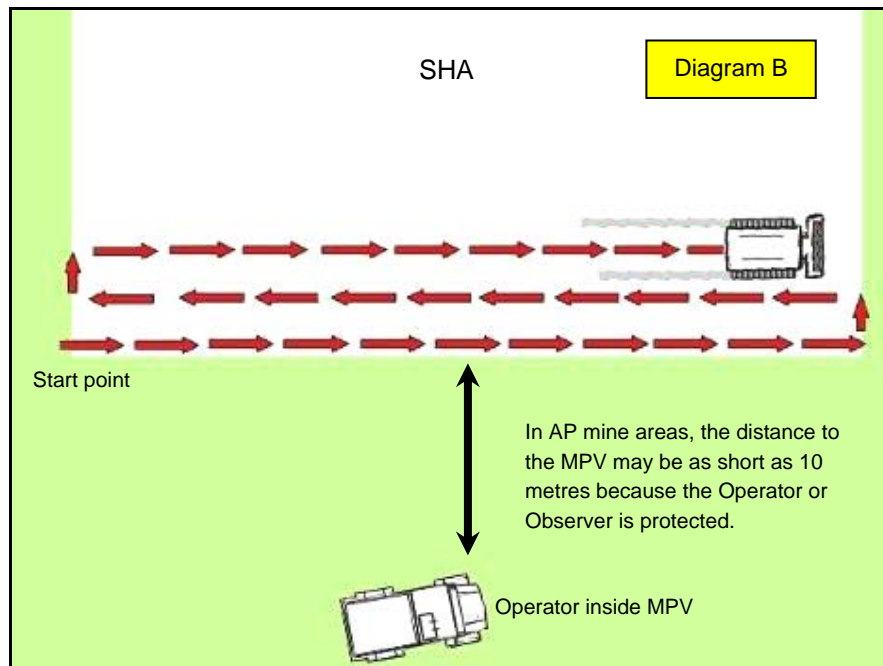 SHA
Diagram B
Start point
In AP mine areas, the distance to
the MPV may be as short as 10
metres because the Operator or
Observer is protected.
Operator inside MPV